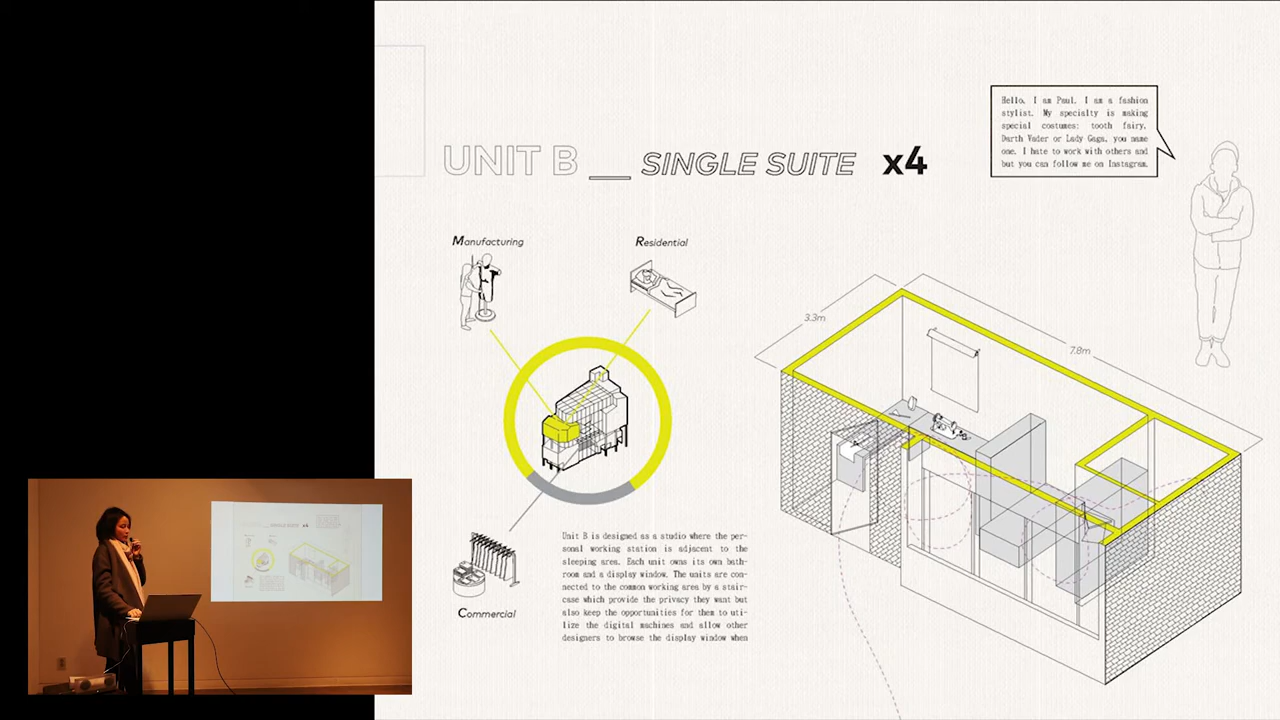 UNIT B __ SINGLE SUITE x4
Hello, I am Paul, I am a fashion
stylist. My specialty is making
special costumes: tooth fairy,
Darth Vader or Lady Gaga, you name
one. I hate to work with others and
but you can follow me on Instagram.
Manufacturing
Residential
3.3m
7.8m
Commercial
Unit B is designed as a studio where the per-
sonal working station is adjacent to the
sleeping area. Each unit owns its own bath-
room and a display window. The units are con-
nected to the common working area by a stair-
case which provide the privacy they want but
also keep the opportunities for them to uti-
lize the digital machines and allow other
designers to browse the display window when
SINGLE SUITE x4